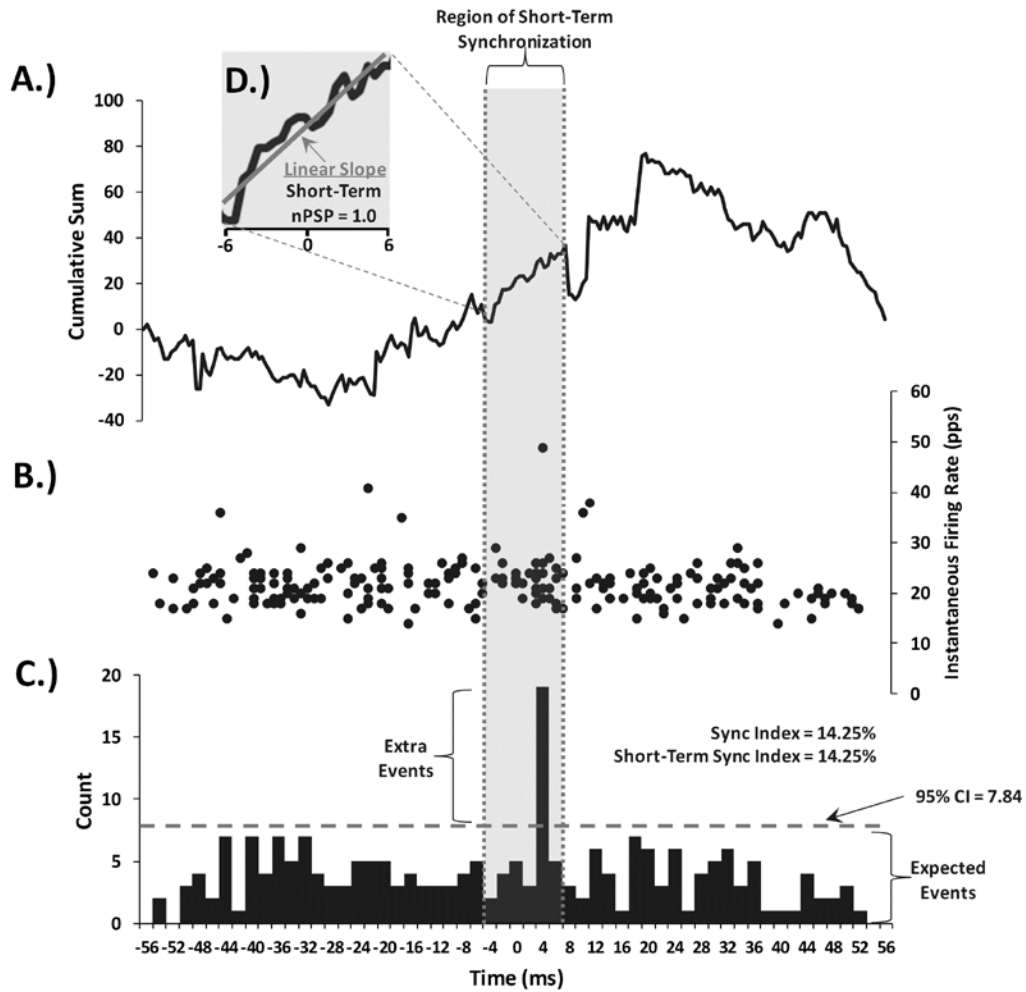 Region of Short-Term
Synchronization
A.)
D.)
Linear Slope
Short-Term
nPSP = 1.0
-6 0 6
100
80
60
40
20
0
-20
-40
Cumulative Sum
B.)
60
50
40
30
20
10
0
Instantaneous Firing Rate (pps)
C.)
20
15
10
5
0
Count
Extra
Events
Sync Index = 14.25%
Short-Term Sync Index = 14.25%
95% CI = 7.84
Expected
Events
-56 -52 -48 -44 -40 -36 -32 -28 -24 -20 -16 -12 -8 -4 0 4 8 12 16 20 24 28 32 36 40 44 48 52 56
Time (ms)